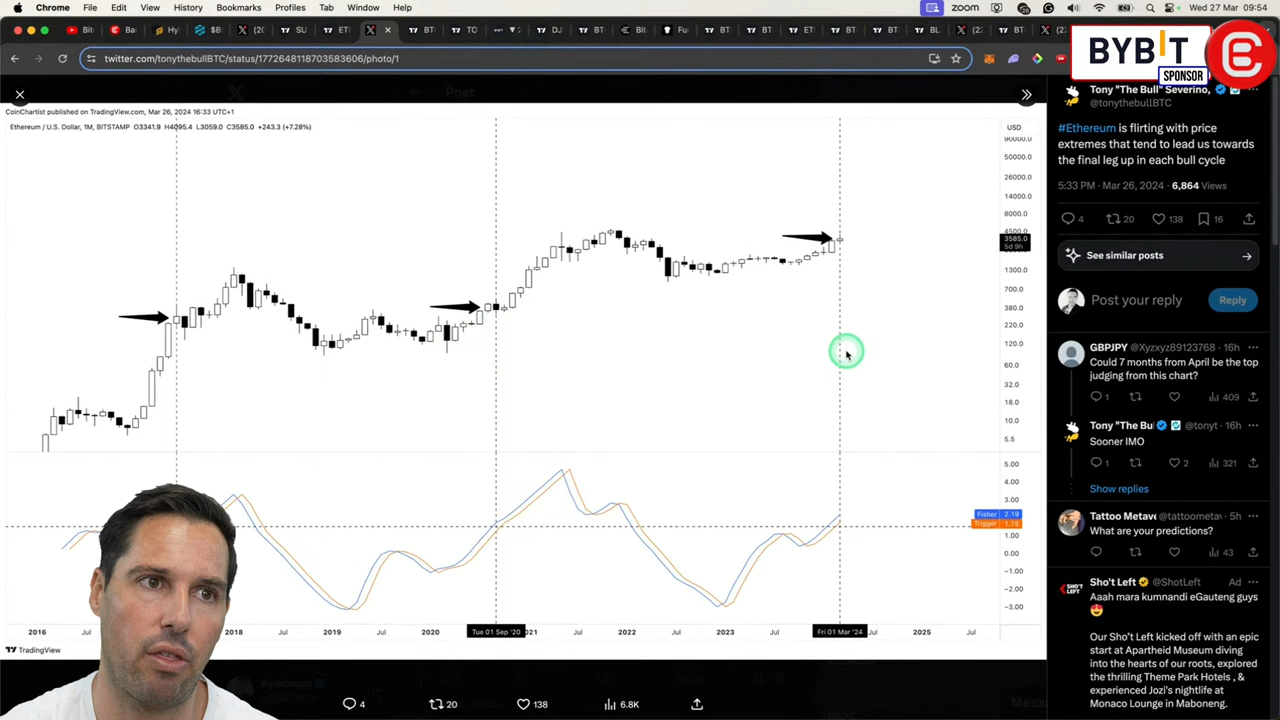 Chrome File Edit View History Bookmarks Profiles Tab Window Help
zoom Wed 27 Mar 09:54
twitter.com/tonythebullBTC/status/1772648118703583606/photo/1
BYBIT
SPONSOR
Post
CoinChartist published on TradingView.com, Mar 26, 2024 16:33 UTC+1
Ethereum / U.S. Dollar, 1M, BITSTAMP O3341.9 H4095.4 L3059.0 C3585.0 +243.3 (+7.28%)
USD
90000.0
50000.0
26000.0
14000.0
8000.0
4500.0
3585.0
5d 9h
1300.0
700.0
380.0
220.0
120.0
60.0
32.0
18.0
10.0
5.5
5.00
4.00
3.00
Fisher 2.19
Trigger 1.75
1.00
0.00
−1.00
−2.00
−3.00
2016 Jul 2018 Jul 2019 Jul 2020 Tue 01 Sep '20 021 Jul 2022 Jul 2023 Fri 01 Mar '24 Jul 2025 Jul
TradingView
4 20 138 6.8K
Tony "The Bull" Severino,
@tonythebullBTC
#Ethereum is flirting with price
extremes that tend to lead us towards
the final leg up in each bull cycle
5:33 PM · Mar 26, 2024 · 6,864 Views
4 20 138 16
See similar posts
Post your reply Reply
GBPJPY @Xyzxyz89123768 · 16h
Could 7 months from April be the top
judging from this chart?
1 409
Tony "The Bul @tonyt · 16h
Sooner IMO
1 2 321
Show replies
Tattoo Metave @tattoometav · 5h
What are your predictions?
43
Sho't Left @ShotLeft Ad
Aaah mara kumnandi eGauteng guys
Our Sho't Left kicked off with an epic
start at Apartheid Museum diving
into the hearts of our roots, explored
the thrilling Theme Park Hotels , &
experienced Jozi's nightlife at
Monaco Lounge in Maboneng.